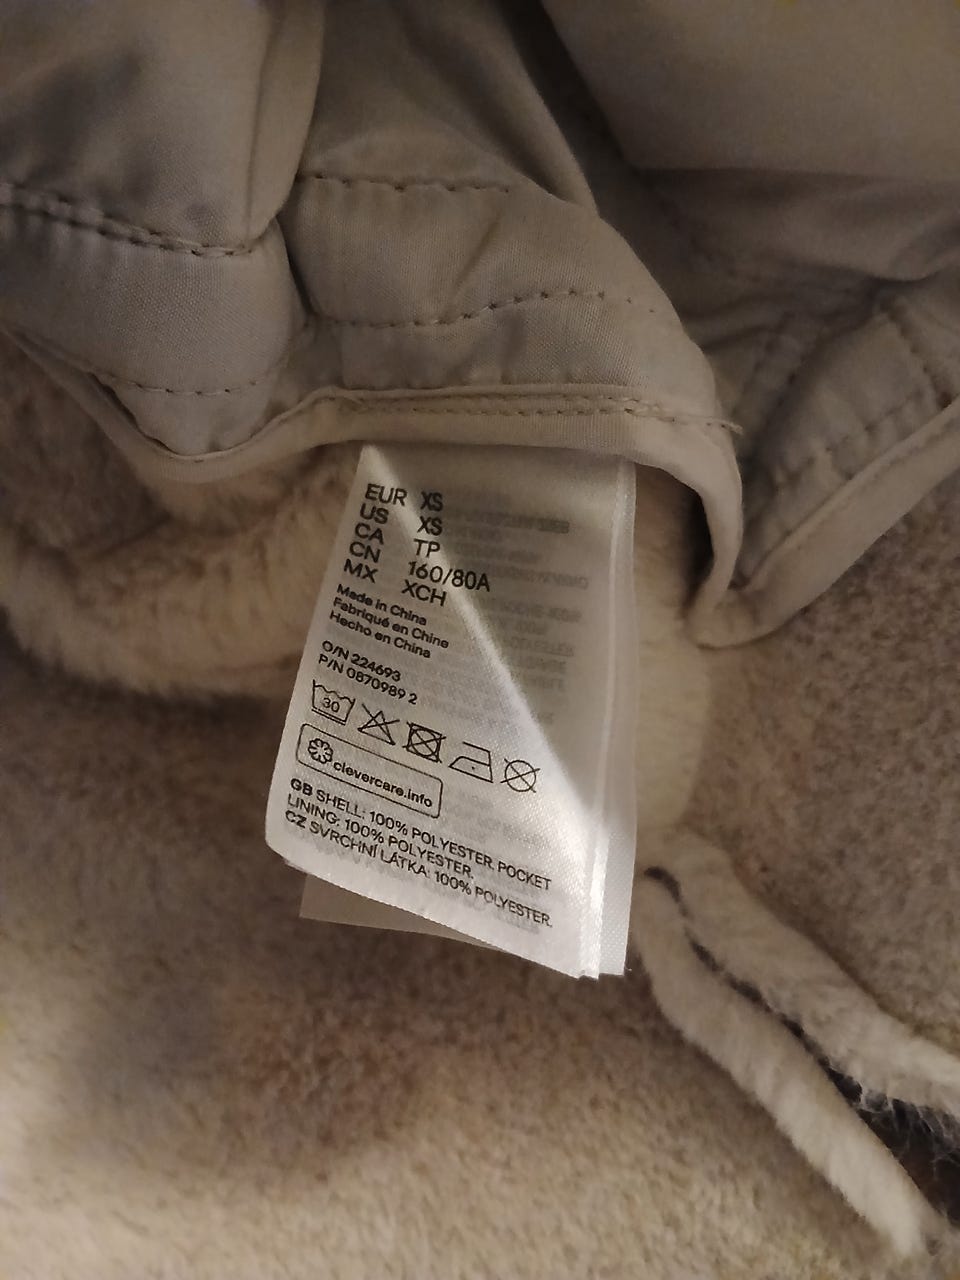 EUR XS
US XS
CA TP
CN 160/80A
MX XCH
Made in China
Fabriqué en Chine
Hecho en China
O/N 224693
P/N 0870989 2
30
clevercare.info
GB SHELL: 100% POLYESTER. POCKET
LINING: 100% POLYESTER.
CZ SVRCHNÍ LÁTKA: 100% POLYESTER.